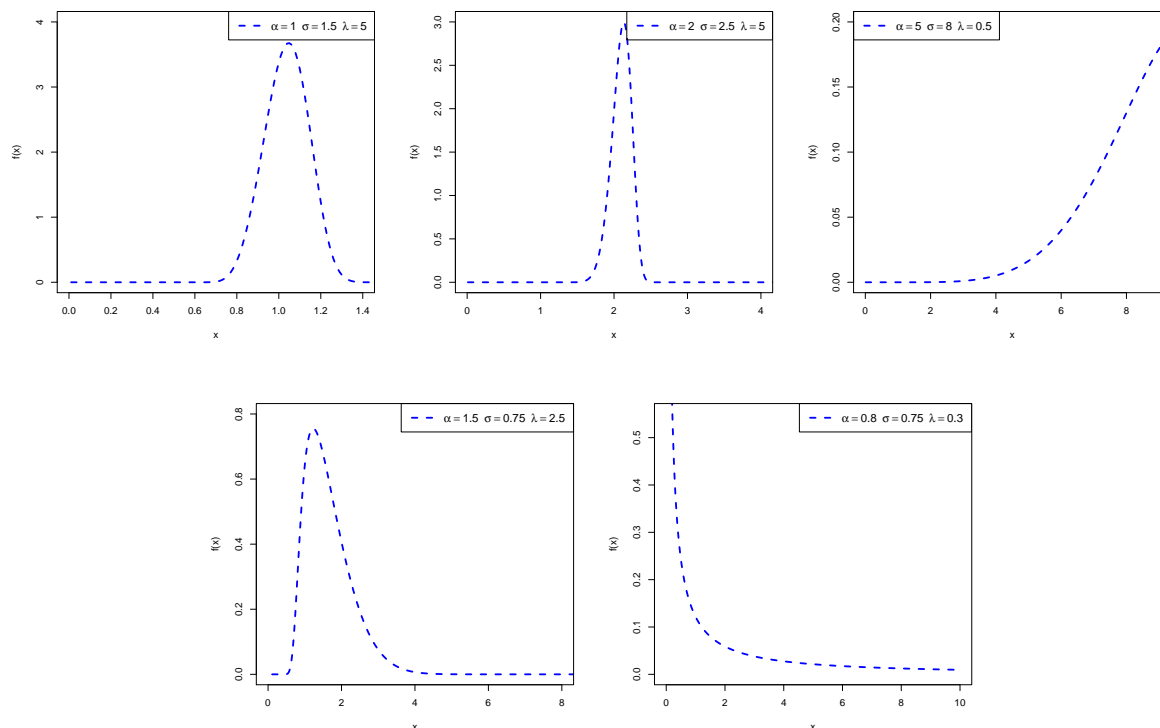 α = 1 σ = 1.5 λ = 5
f(x)
0 1 2 3 4
0.0 0.2 0.4 0.6 0.8 1.0 1.2 1.4
x
α = 2 σ = 2.5 λ = 5
f(x)
0.0 0.5 1.0 1.5 2.0 2.5 3.0
0 1 2 3 4
x
α = 5 σ = 8 λ = 0.5
f(x)
0.00 0.05 0.10 0.15 0.20
0 2 4 6 8
x
α = 1.5 σ = 0.75 λ = 2.5
f(x)
0.0 0.2 0.4 0.6 0.8
0 2 4 6 8
x
α = 0.8 σ = 0.75 λ = 0.3
f(x)
0.0 0.1 0.2 0.3 0.4 0.5
0 2 4 6 8 10
x